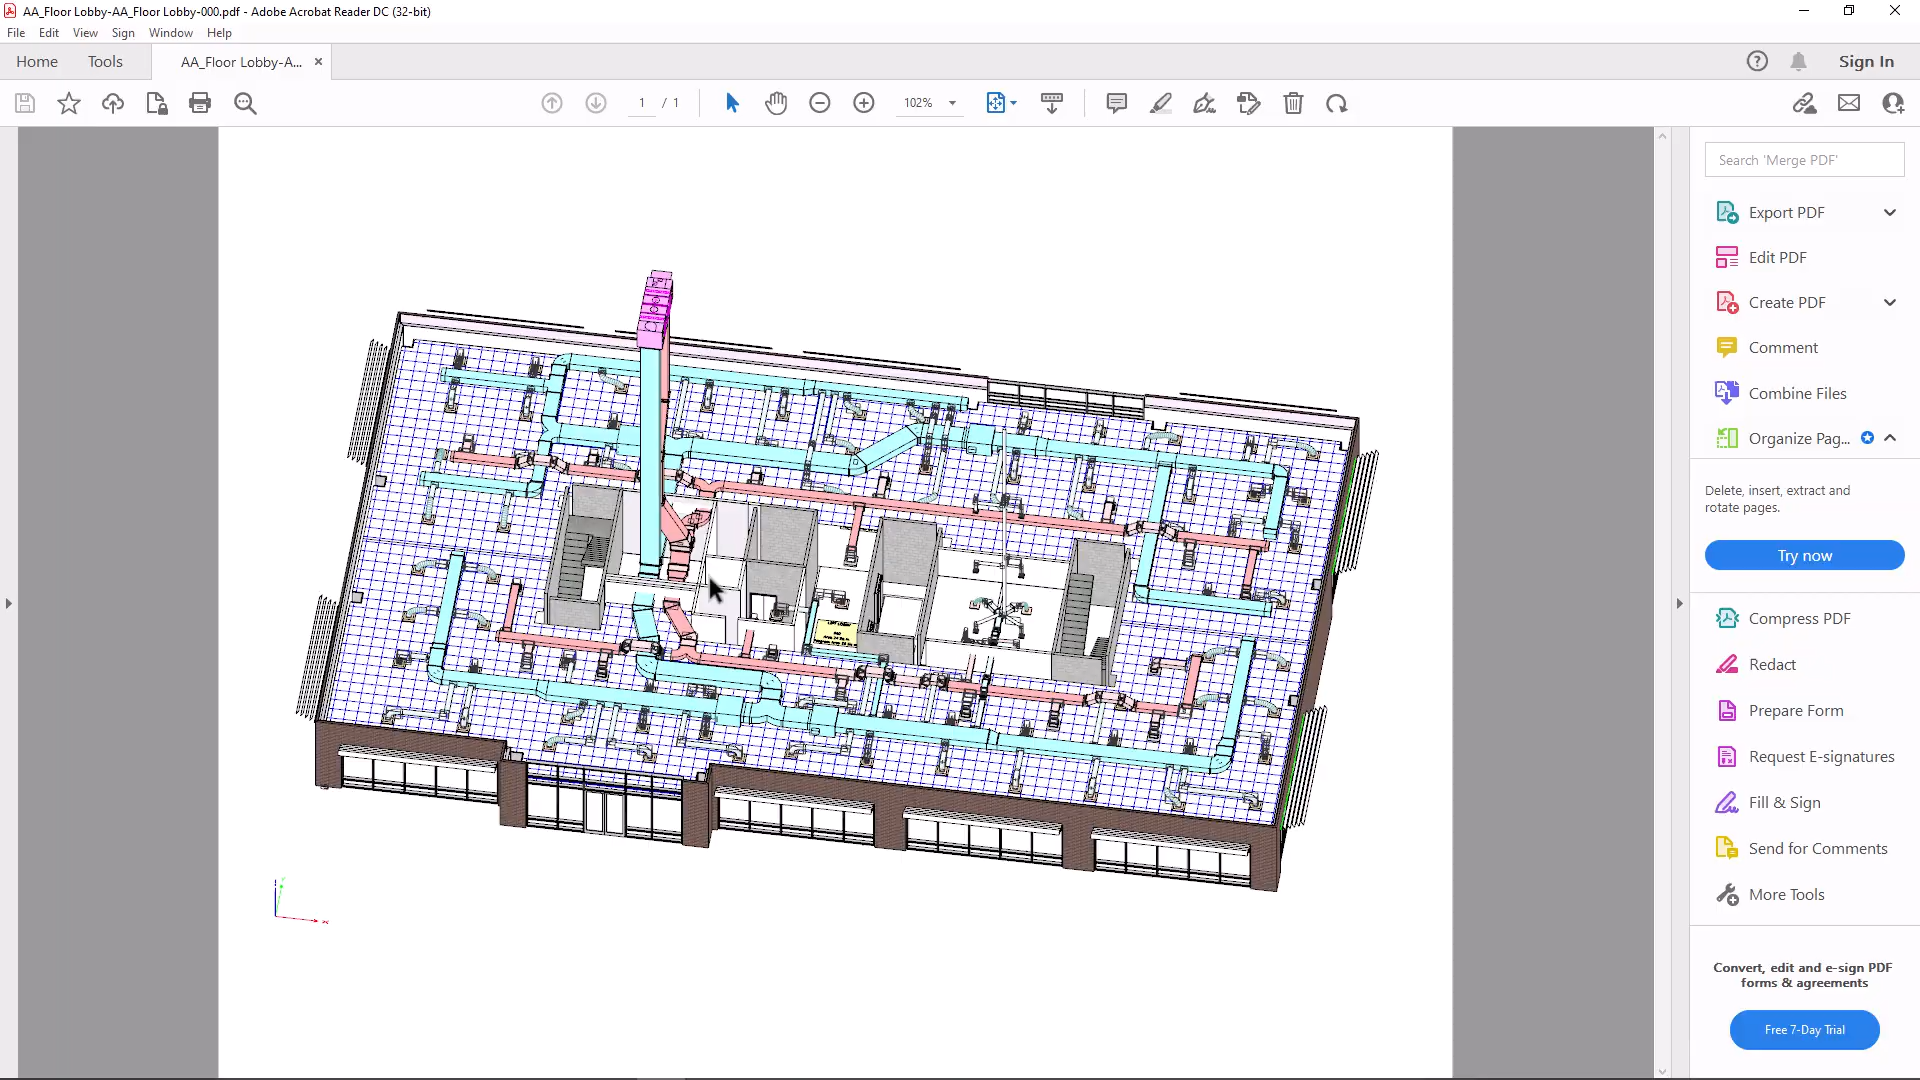 AA_Floor Lobby-AA_Floor Lobby-000.pdf - Adobe Acrobat Reader DC (32-bit)
File Edit View Sign Window Help
Home Tools AA_Floor Lobby-A... Sign In
1 / 1 102%
Search 'Merge PDF'
Export PDF
Edit PDF
Create PDF
Comment
Combine Files
Organize Pag...
Delete, insert, extract and
rotate pages.
Try now
Compress PDF
Redact
Prepare Form
Request E-signatures
Fill & Sign
Send for Comments
More Tools
Convert, edit and e-sign PDF
forms & agreements
Free 7-Day Trial